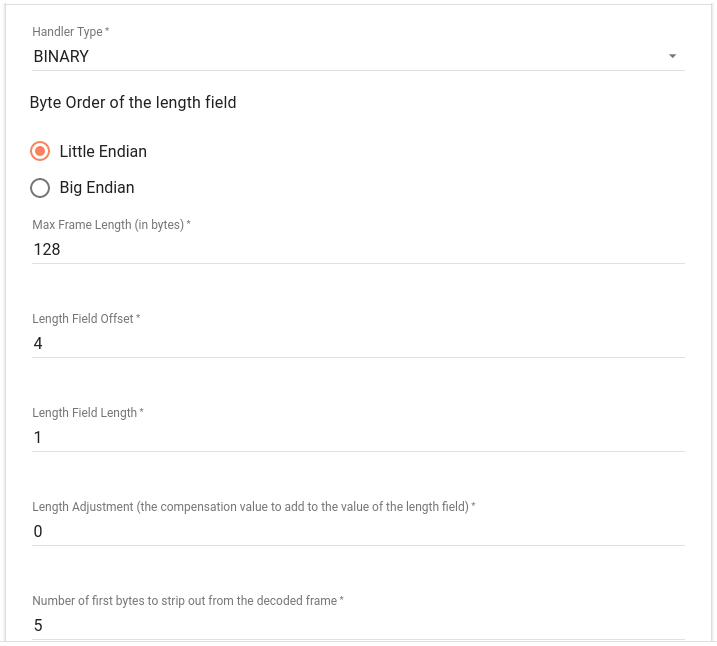 Handler Type *
BINARY
Byte Order of the length field
Little Endian
Big Endian
Max Frame Length (in bytes) *
128
Length Field Offset *
4
Length Field Length *
1
Length Adjustment (the compensation value to add to the value of the length field) *
0
Number of first bytes to strip out from the decoded frame *
5